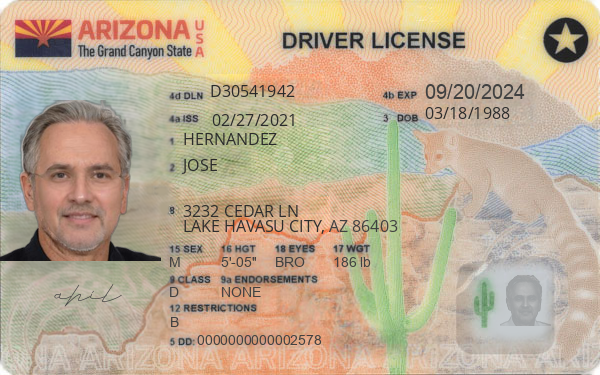 ARIZONA USA
The Grand Canyon State
DRIVER LICENSE
4d DLN D30541942
4b EXP 09/20/2024
4a ISS 02/27/2021
3 DOB 03/18/1988
1 HERNANDEZ
2 JOSE
8 3232 CEDAR LN
LAKE HAVASU CITY, AZ 86403
15 SEX 16 HGT 18 EYES 17 WGT
M 5'-05" BRO 186 lb
9 CLASS 9a ENDORSEMENTS
D NONE
12 RESTRICTIONS
B
5 DD: 0000000000002578
ARIZONA ARIZONA ARIZONA ARIZONA